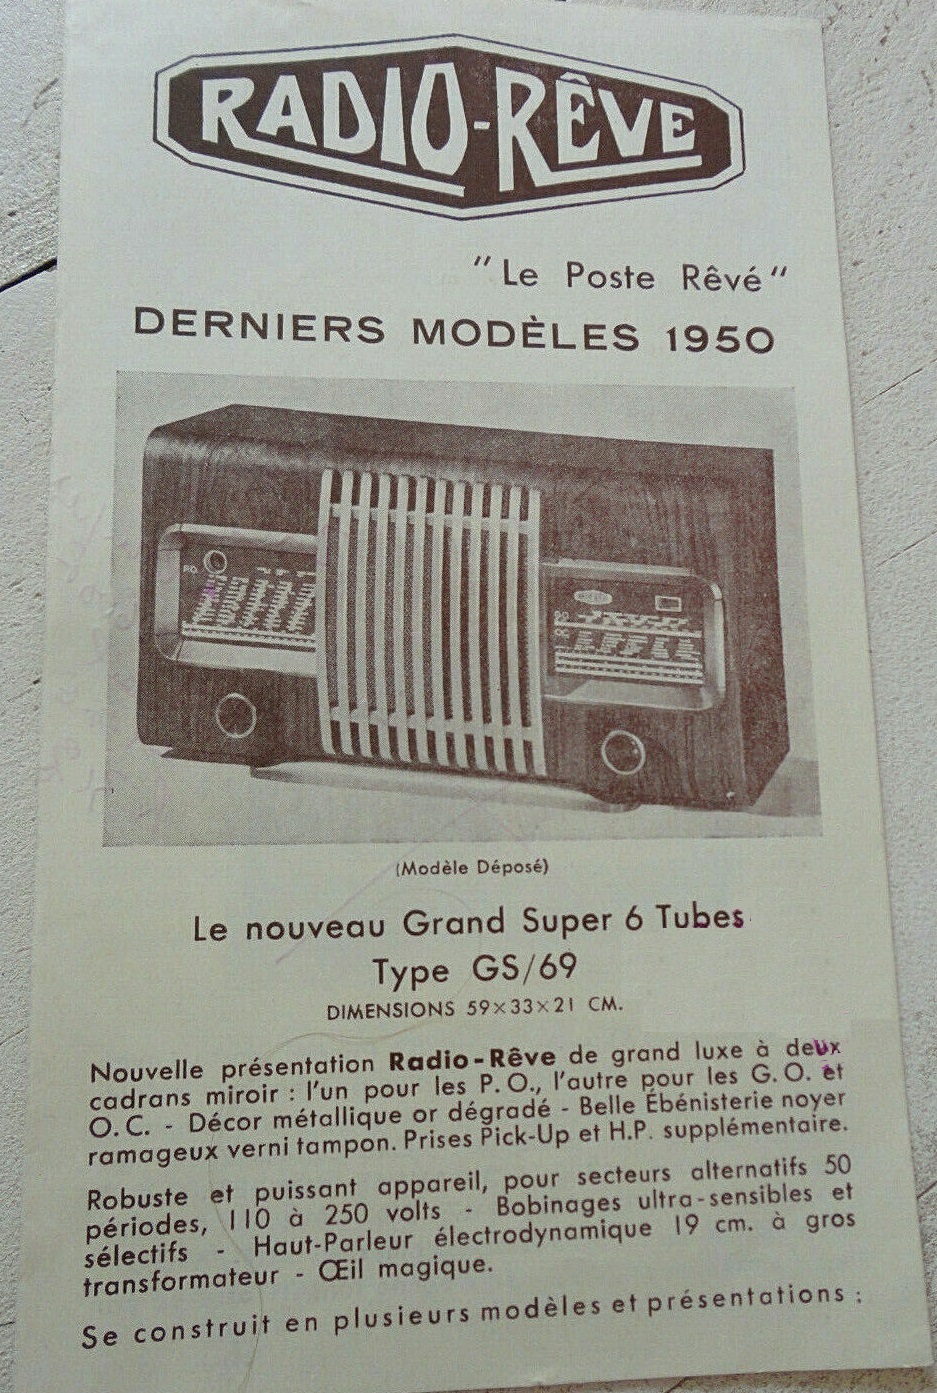 RADIO-RÊVE
"Le Poste Rêvé"
DERNIERS MODÈLES 1950
P.O.
P.O.
O.C.
(Modèle Déposé)
Le nouveau Grand Super 6 Tubes
Type GS/69
DIMENSIONS 59×33×21 CM.
Nouvelle présentation Radio-Rêve de grand luxe à deux
cadrans miroir : l'un pour les P.O., l'autre pour les G.O. et
O.C. - Décor métallique or dégradé - Belle Ébénisterie noyer
ramageux verni tampon. Prises Pick-Up et H.P. supplémentaire.
Robuste et puissant appareil, pour secteurs alternatifs 50
périodes, 110 à 250 volts - Bobinages ultra-sensibles et
sélectifs - Haut-Parleur électrodynamique 19 cm. à gros
transformateur - Œil magique.
Se construit en plusieurs modèles et présentations :